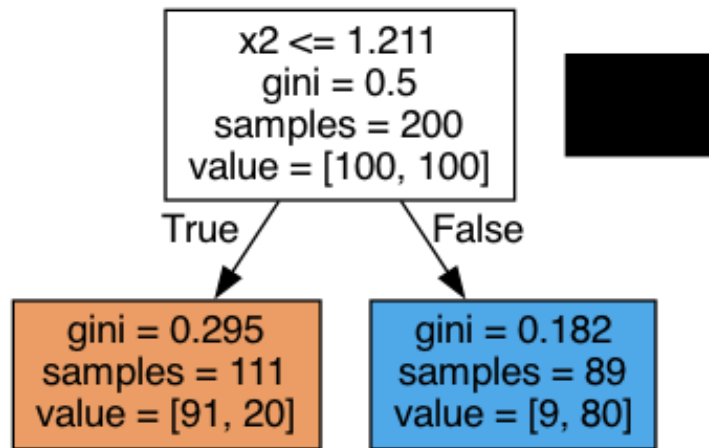 x2 <= 1.211
gini = 0.5
samples = 200
value = [100, 100]
True
False
gini = 0.295
samples = 111
value = [91, 20]
gini = 0.182
samples = 89
value = [9, 80]